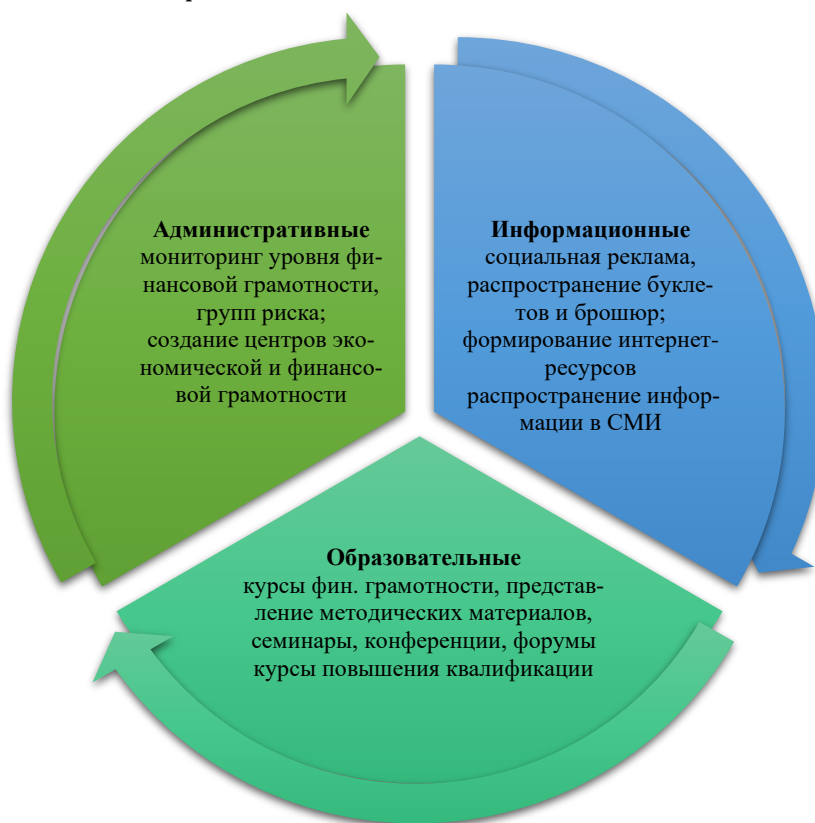 Административные
мониторинг уровня фи-
нансовой грамотности,
групп риска;
создание центров эко-
номической и финансо-
вой грамотности
Информационные
социальная реклама,
распространение букле-
тов и брошюр;
формирование интернет-
ресурсов
распространение инфор-
мации в СМИ
Образовательные
курсы фин. грамотности, представ-
ление методических материалов,
семинары, конференции, форумы
курсы повышения квалификации